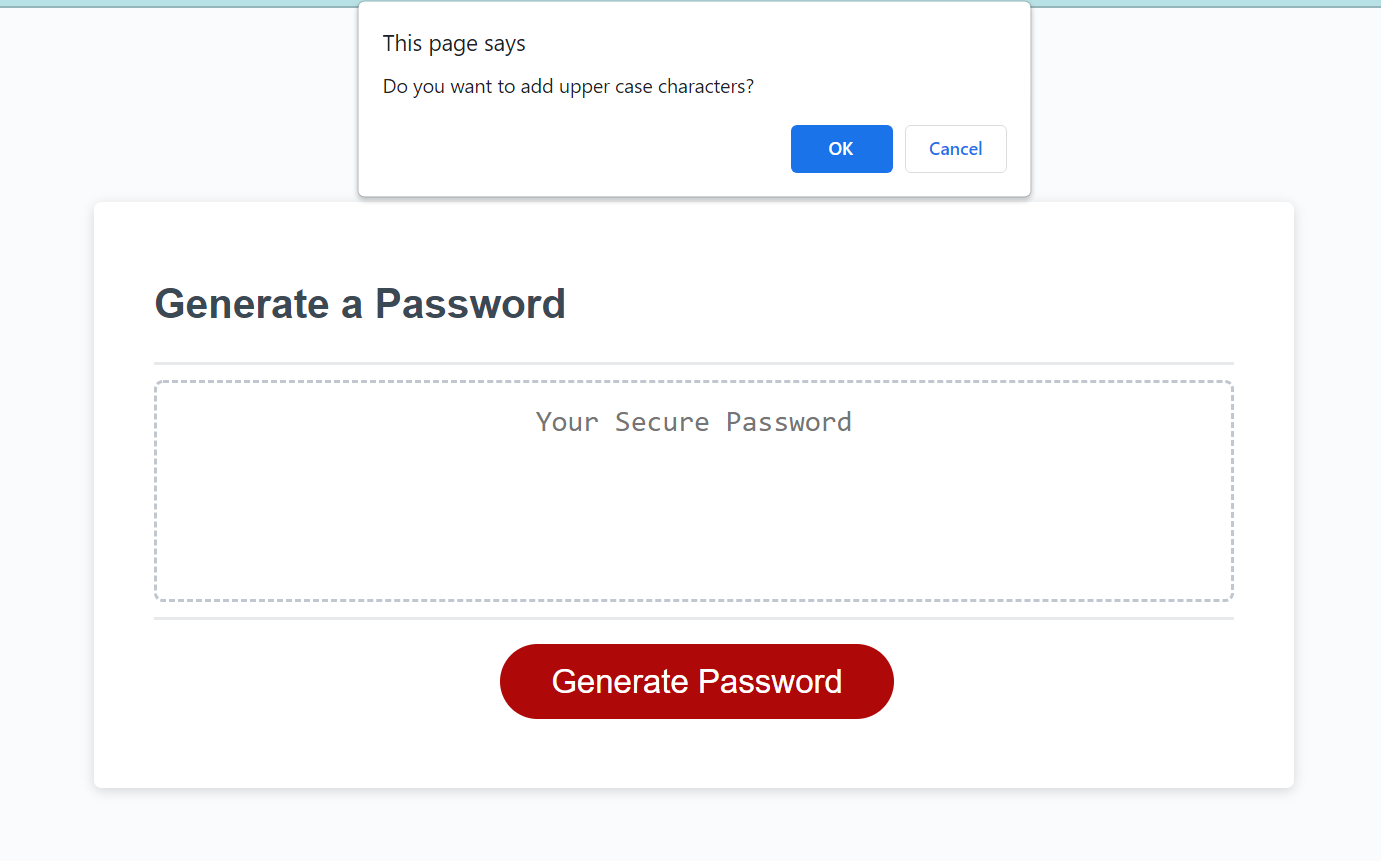 This page says
Do you want to add upper case characters?
OK Cancel
Generate a Password
Your Secure Password
Generate Password